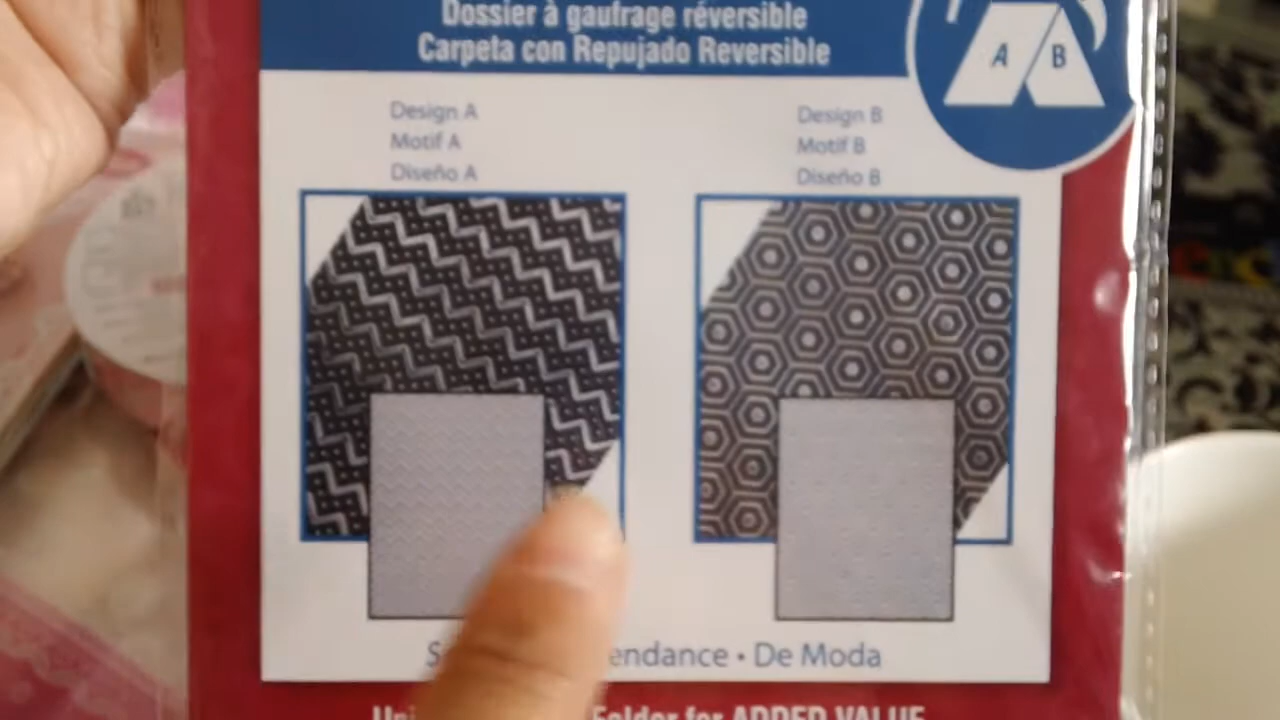 Dossier à gaufrage réversible
Carpeta con Repujado Reversible
A B
Design A
Motif A
Diseño A
Design B
Motif B
Diseño B
De Moda
Folder for ADDED VALUE